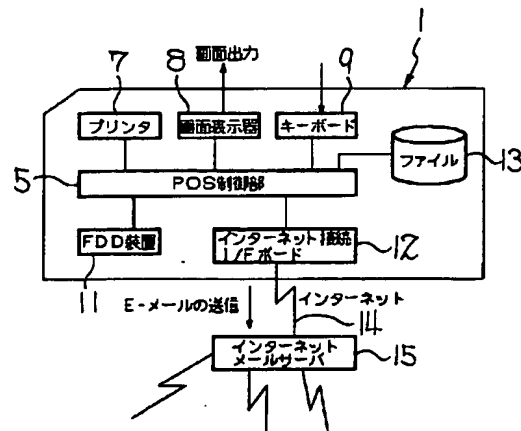 1
7
8
画面出力
9
プリンタ
画面表示器
キーボード
ファイル
13
5
POS制御部
FDD装置
インターネット接続
I/Fボード
12
11
E-メールの送信
インターネット
14
インターネット
メールサーバ
15